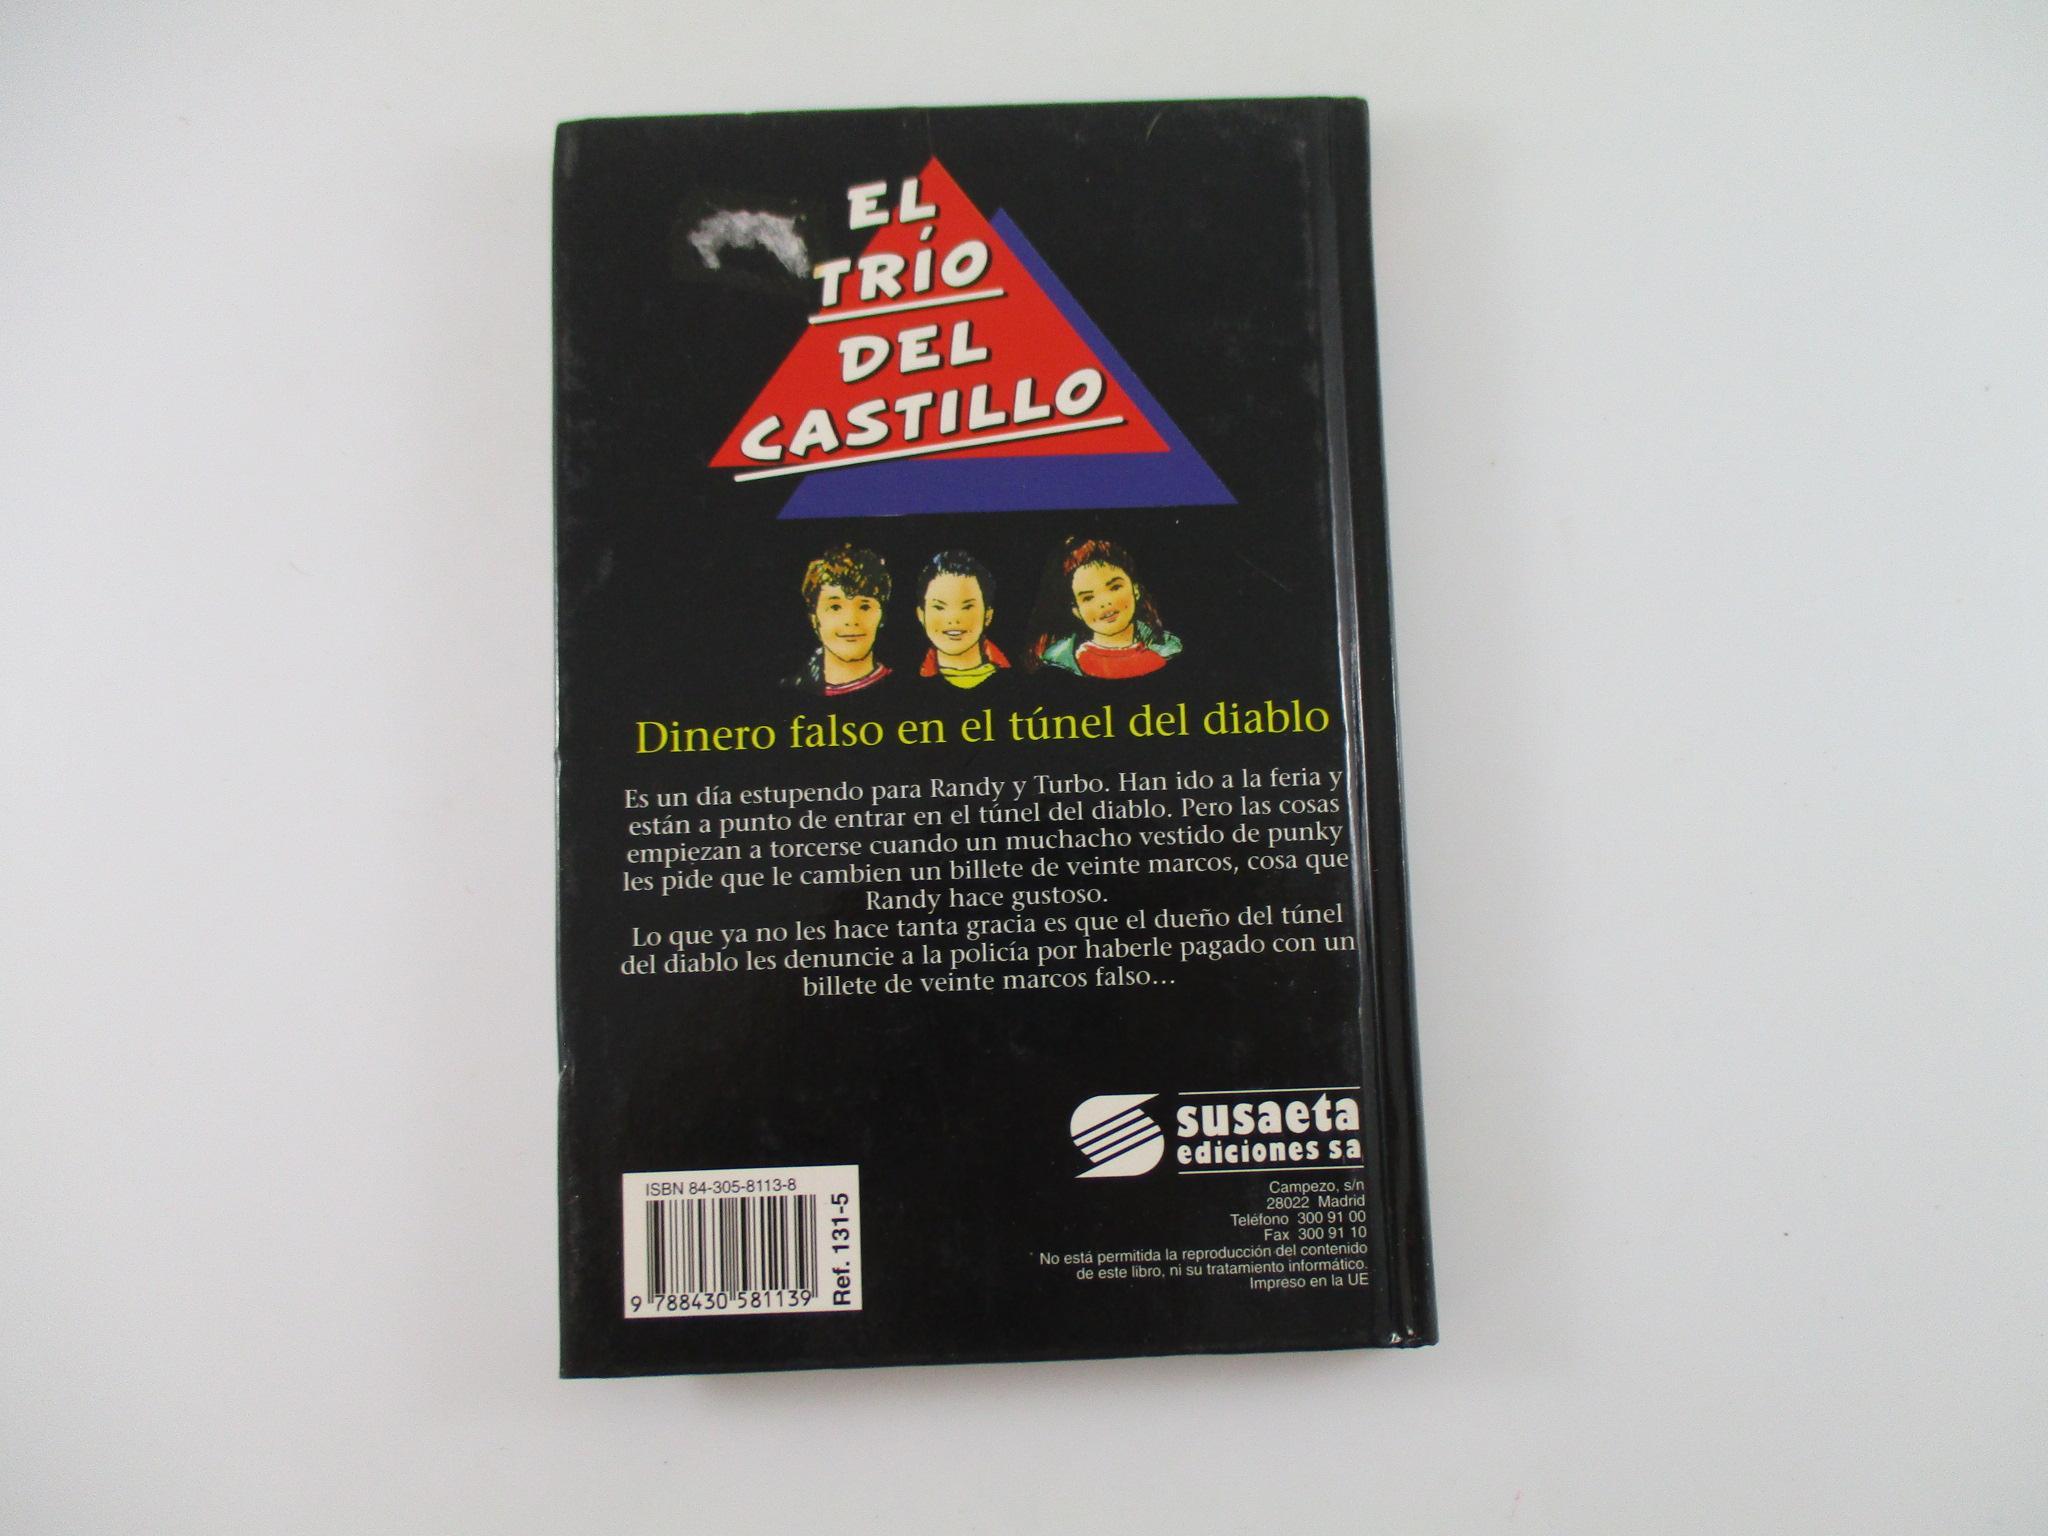 EL
TRÍO
DEL
CASTILLO
Dinero falso en el túnel del diablo
Es un día estupendo para Randy y Turbo. Han ido a la feria y
están a punto de entrar en el túnel del diablo. Pero las cosas
empiezan a torcerse cuando un muchacho vestido de punky
les pide que le cambien un billete de veinte marcos, cosa que
Randy hace gustoso.
Lo que ya no les hace tanta gracia es que el dueño del túnel
del diablo les denuncie a la policía por haberle pagado con un
billete de veinte marcos falso...
susaeta
ediciones sa
Campezo, s/n
28022 Madrid
Teléfono 300 91 00
Fax 300 91 10
No está permitida la reproducción del contenido
de este libro, ni su tratamiento informático.
Impreso en la UE
ISBN 84-305-8113-8
9 788430 581139
Ref. 131-5